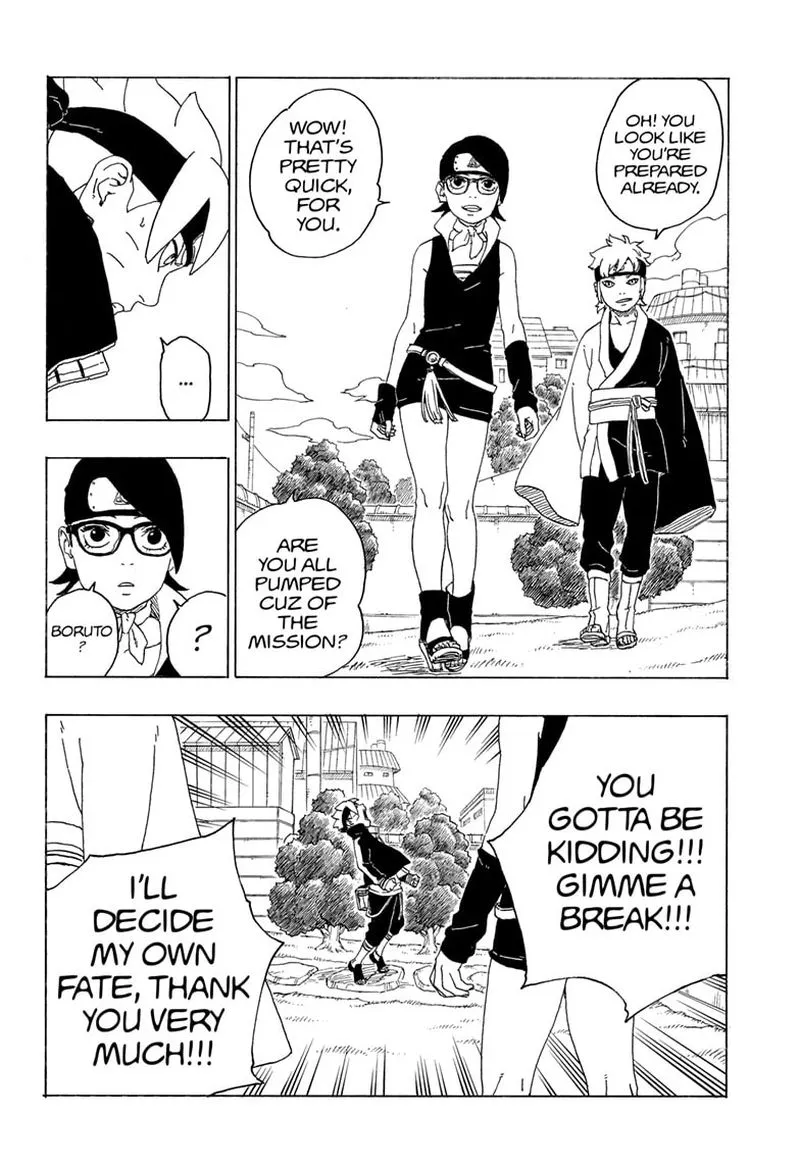 OH! YOU
LOOK LIKE
YOU'RE
PREPARED
ALREADY.
WOW!
THAT'S
PRETTY
QUICK,
FOR
YOU.
ARE
YOU ALL
PUMPED
CUZ OF
THE
MISSION?
...
?
BORUTO
?
YOU
GOTTA BE
KIDDING!!!
GIMME A
BREAK!!!
I'LL
DECIDE
MY OWN
FATE, THANK
YOU VERY
MUCH!!!